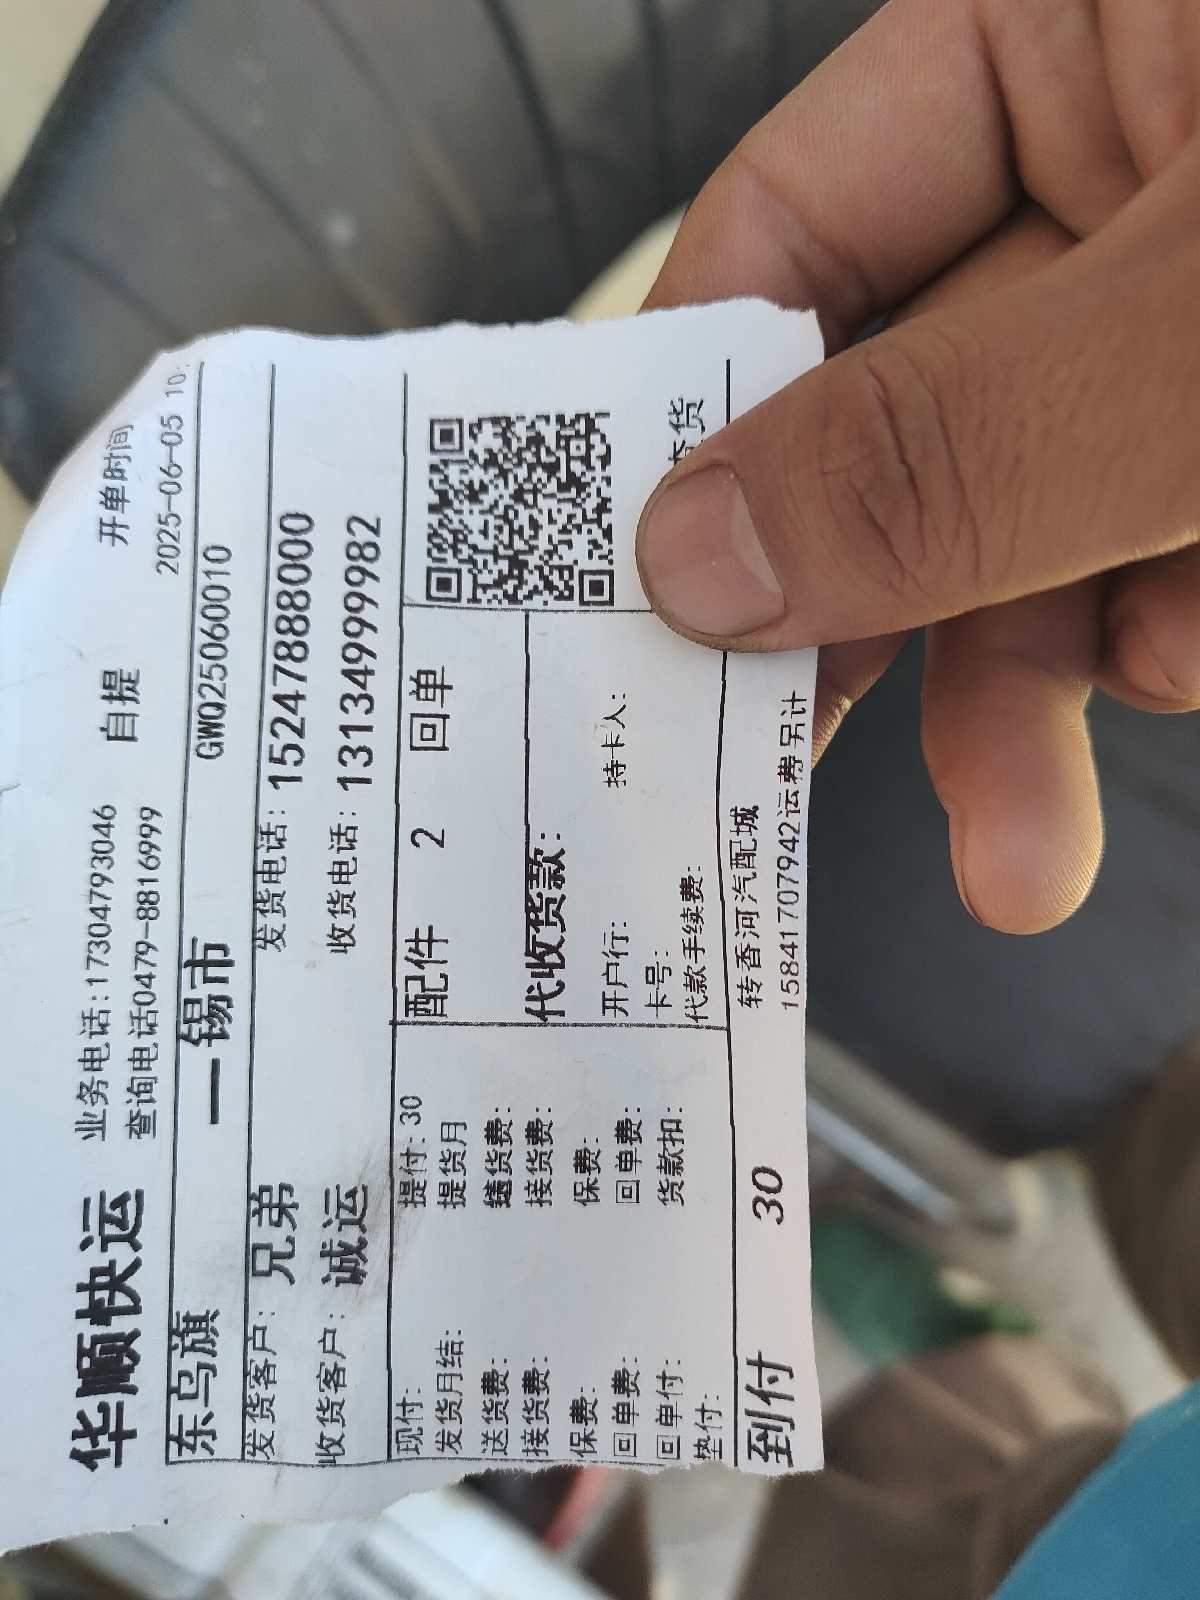 华顺快运 业务电话:17304793046 自提 开单时间
查询电话0479-8816999 2025-06-05 10:
东乌旗 —锡市 GWQ25060010
发货客户: 兄弟 发货电话: 15247888000
收货客户: 诚运 收货电话: 13134999982
现付: 提付:30 配件 2 回单
发货月结: 提货月
送货费: 送货费:
接货费: 接货费: 代收货款:
保费: 保费:
回单费: 回单费: 开户行: 持卡人:
回单付: 货款扣: 卡号: 查货
垫付: 代款手续费:
到付 30 转香河汽配城
15841707942运费另计